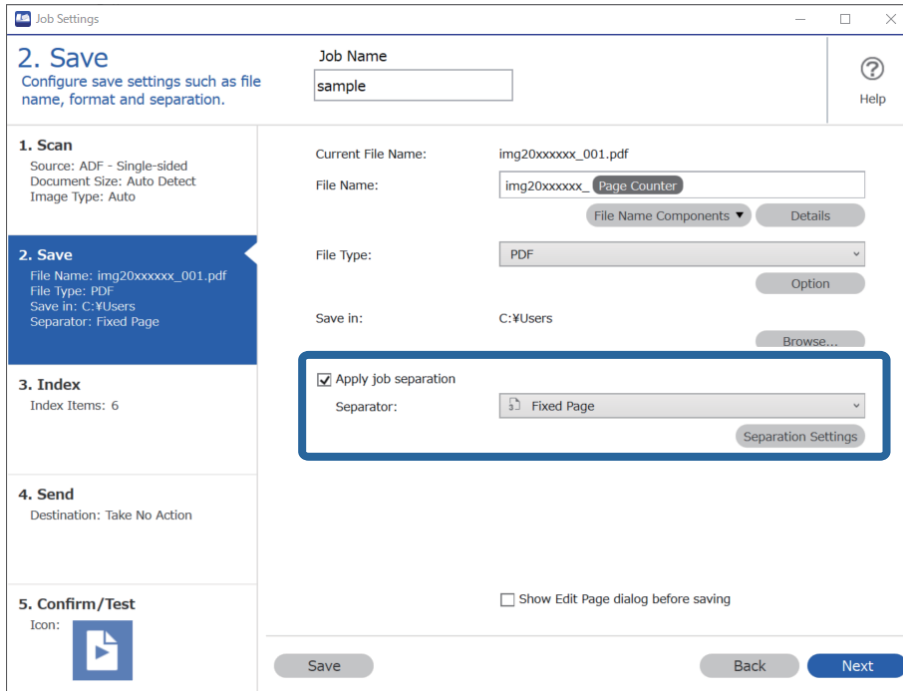 Job Settings
2. Save
Configure save settings such as file
name, format and separation.
Job Name
sample
Help
1. Scan
Source: ADF - Single-sided
Document Size: Auto Detect
Image Type: Auto
2. Save
File Name: img20xxxxxx_001.pdf
File Type: PDF
Save in: C:¥Users
Separator: Fixed Page
3. Index
Index Items: 6
4. Send
Destination: Take No Action
5. Confirm/Test
Icon:
Current File Name: img20xxxxxx_001.pdf
File Name: img20xxxxxx_ Page Counter
File Name Components ▼ Details
File Type: PDF
Option
Save in: C:¥Users
Browse...
Apply job separation
Separator: Fixed Page
Separation Settings
Show Edit Page dialog before saving
Save Back Next